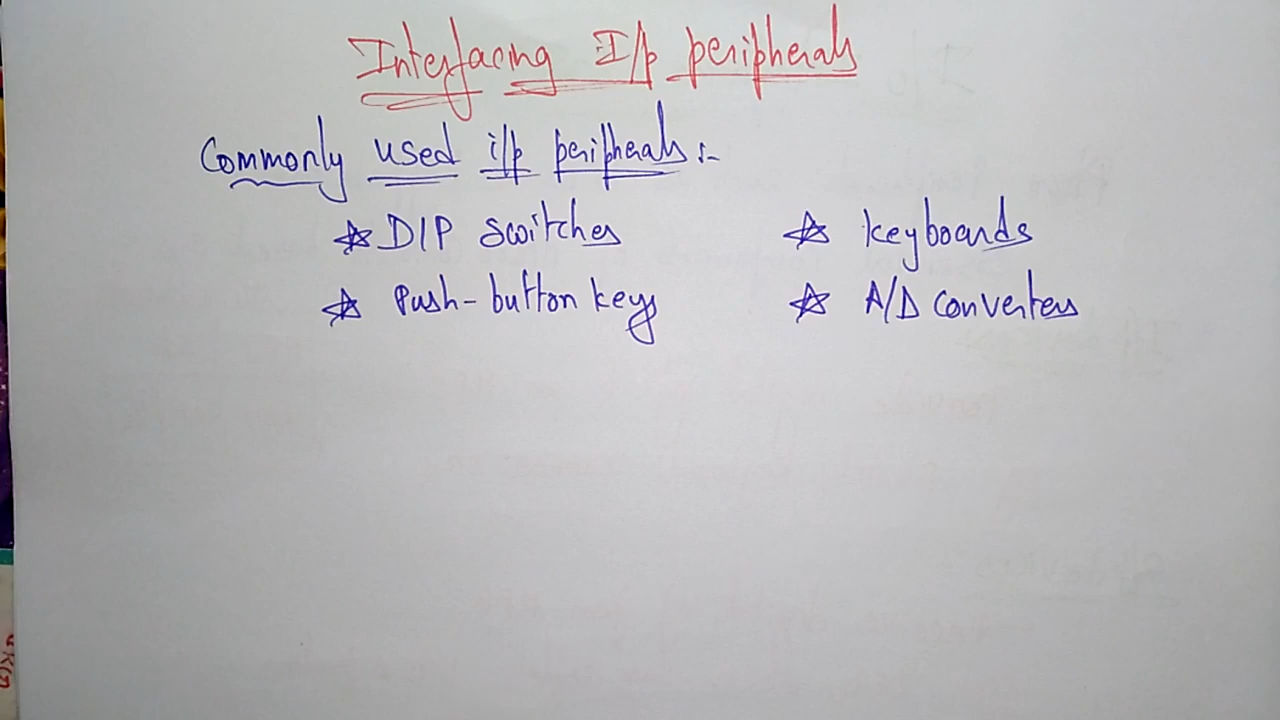 Interfacing I/p peripherals
Commonly used i/p peripherals :-
☆ DIP switches ☆ keyboards
☆ Push-button keys ☆ A/D converters